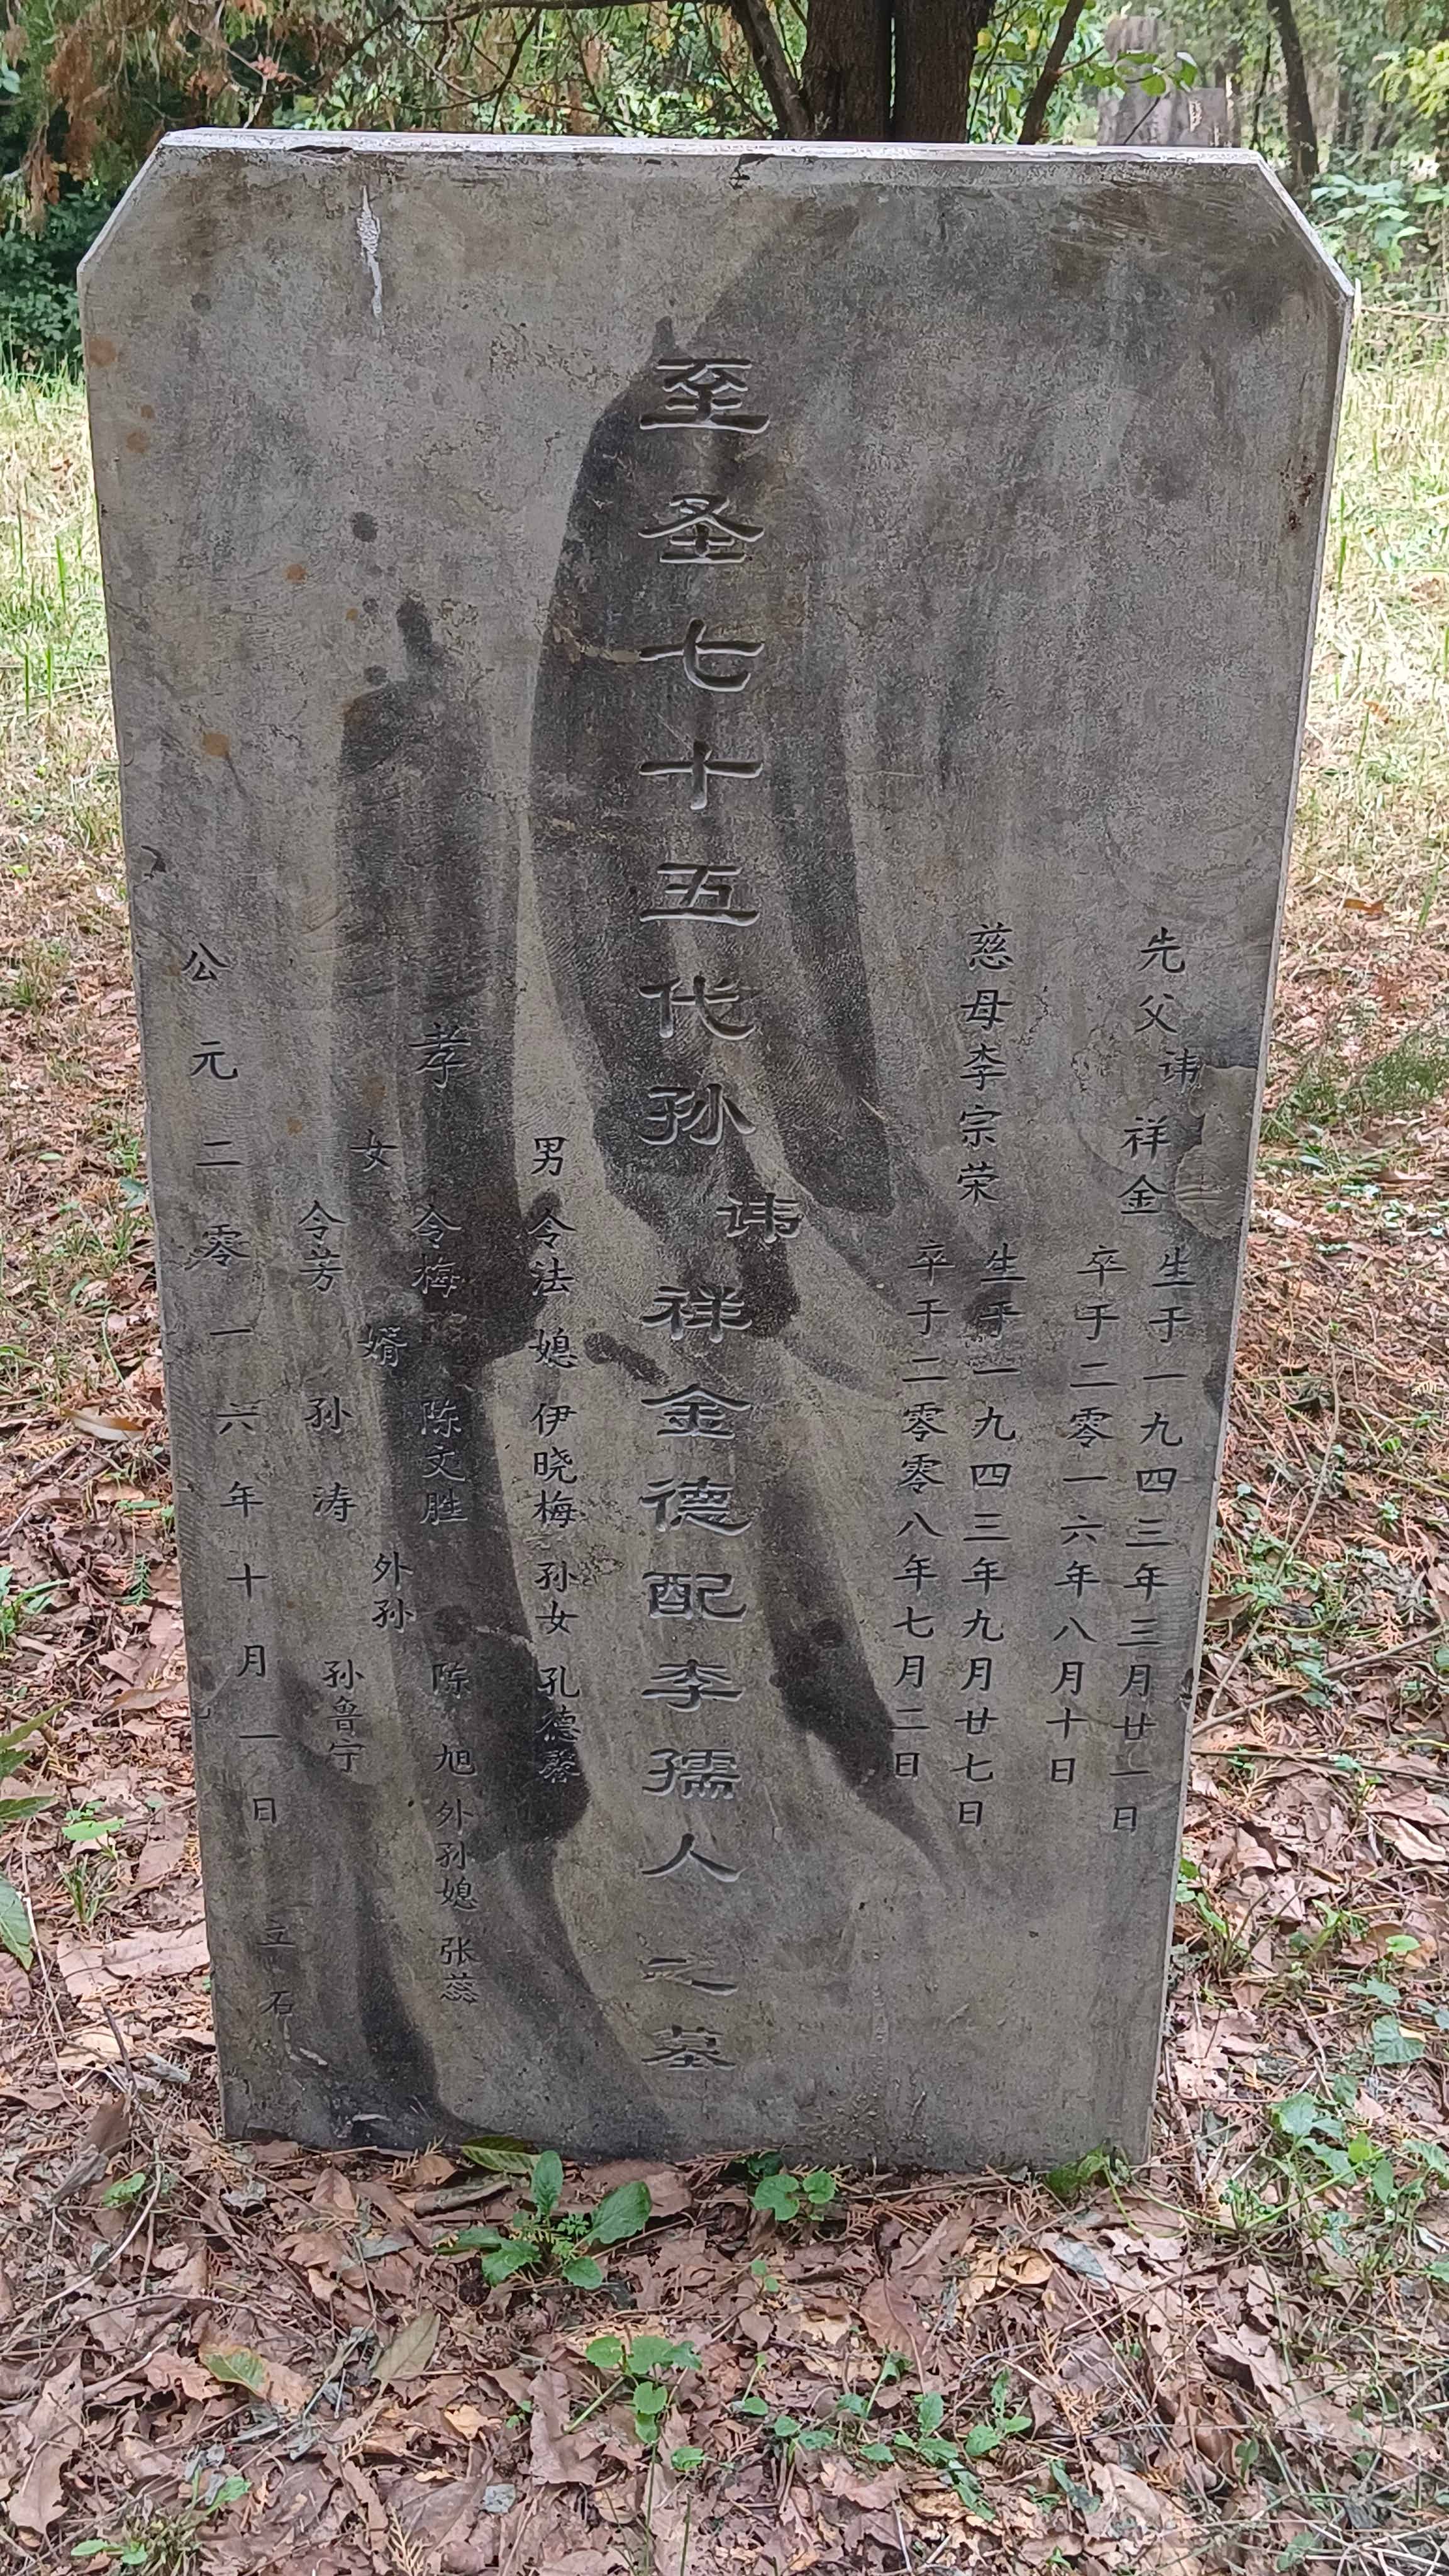 先父讳祥金
生于一九四三年三月廿一日
卒于二零一六年八月十日
慈母李宗荣
生于一九四三年九月廿七日
卒于二零零八年七月二日
至圣七十五代孙讳祥金德配李孺人之墓
男 令法 媳 伊晓梅 孙女 孔德馨
孝
令梅 陈文胜 陈旭 外孙媳 张蕊
女 婿 外孙
令芳 孙涛 孙鲁宁
公元二零一六年十月一日 立石